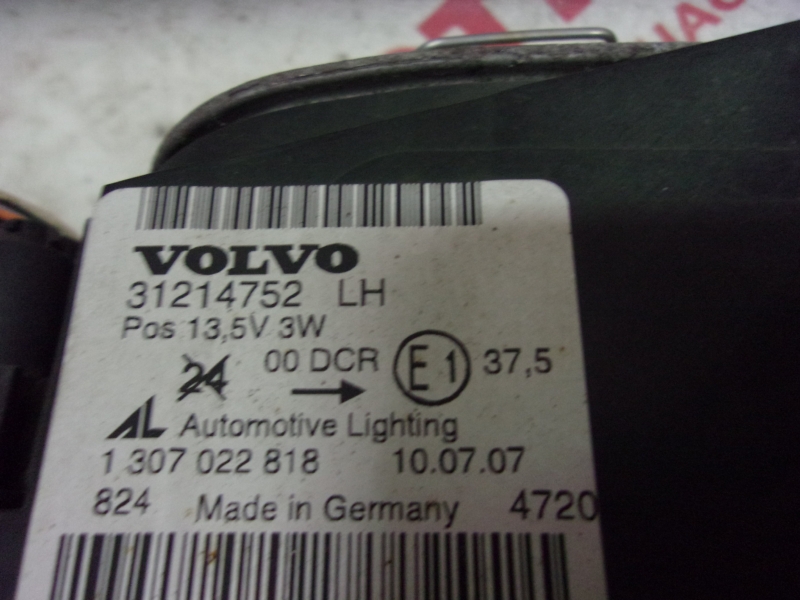 VOLVO
31214752 LH
Pos 13,5V 3W
24 00 DCR E1 37,5
AL Automotive Lighting
1 307 022 818 10.07.07
824 Made in Germany 4720